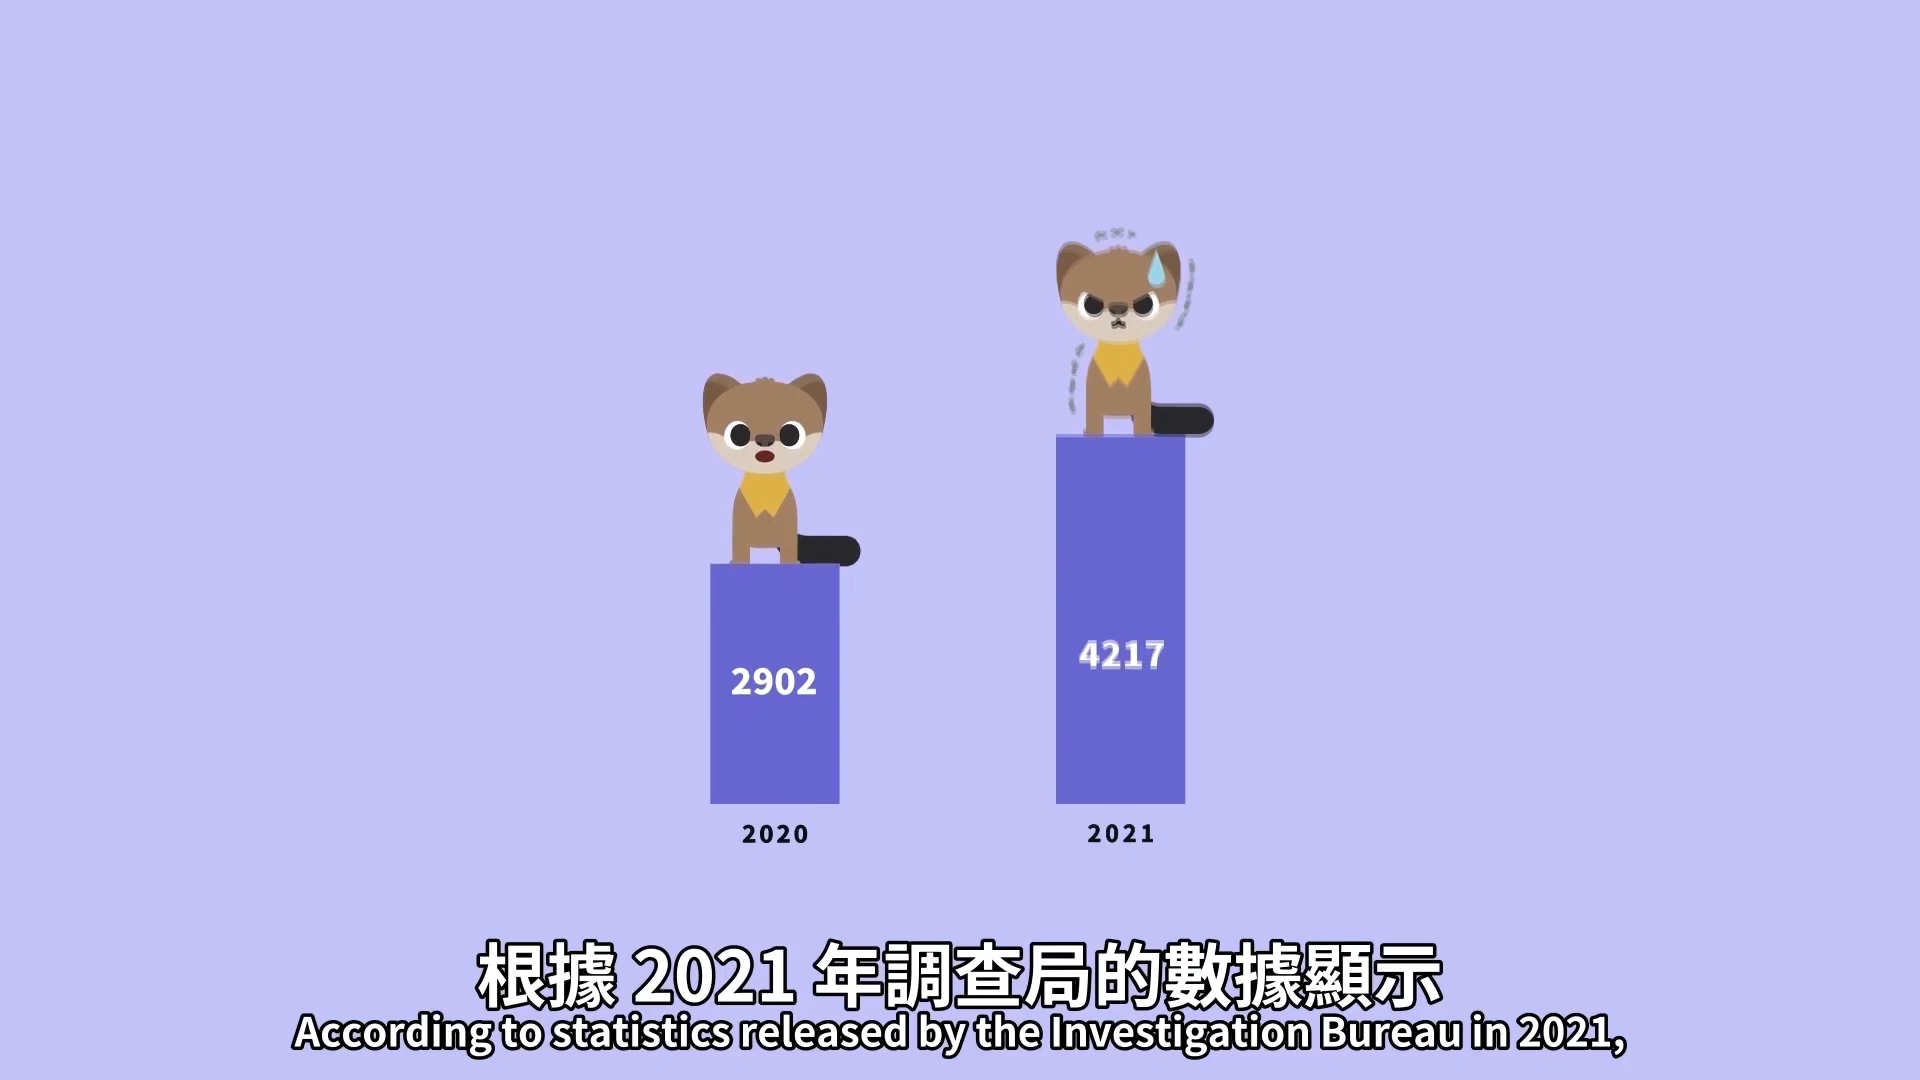 4217
2902
2020
2021
根據 2021 年調查局的數據顯示
According to statistics released by the Investigation Bureau in 2021,